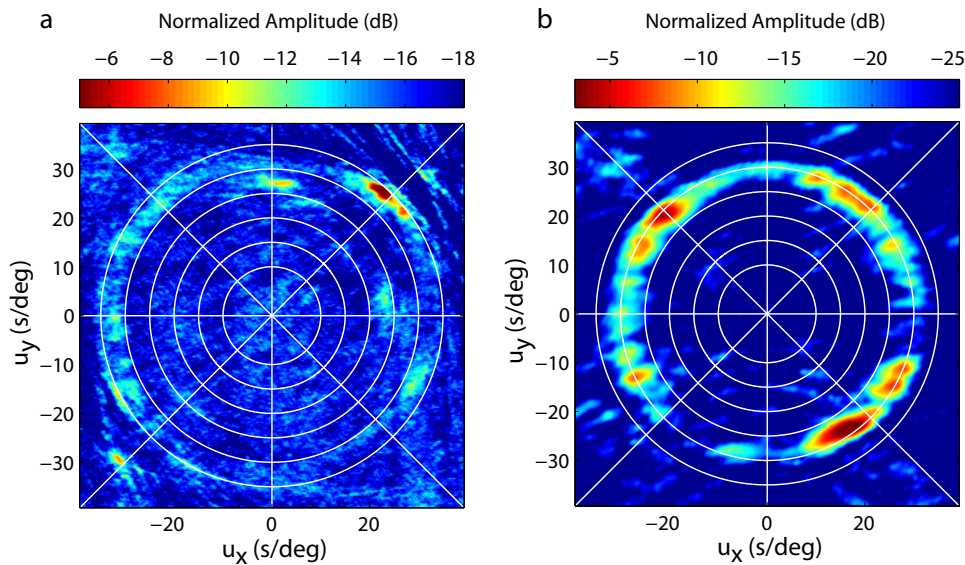 a Normalized Amplitude (dB)
−6 −8 −10 −12 −14 −16 −18
30
20
10
0
−10
−20
−30
uy (s/deg)
−20 0 20
ux (s/deg)
b Normalized Amplitude (dB)
−5 −10 −15 −20 −25
30
20
10
0
−10
−20
−30
uy (s/deg)
−20 0 20
ux (s/deg)